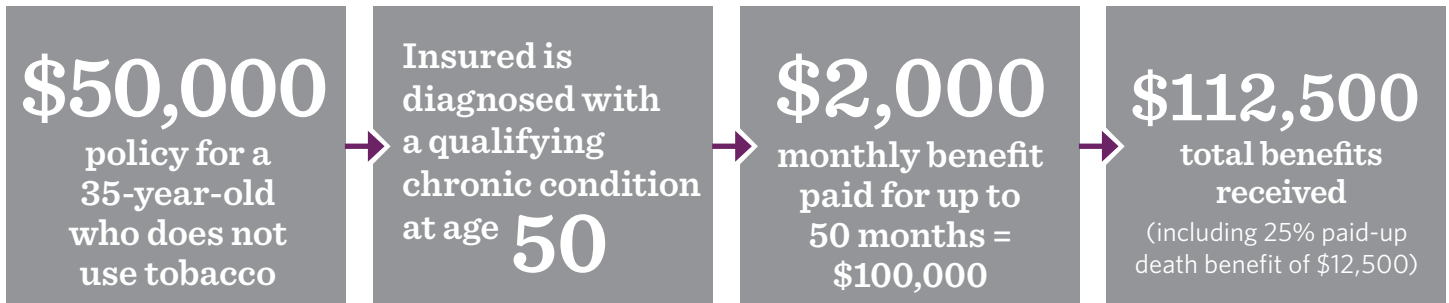 $50,000
policy for a
35-year-old
who does not
use tobacco
Insured is
diagnosed with
a qualifying
chronic condition
at age 50
$2,000
monthly benefit
paid for up to
50 months =
$100,000
$112,500
total benefits
received
(including 25% paid-up
death benefit of $12,500)